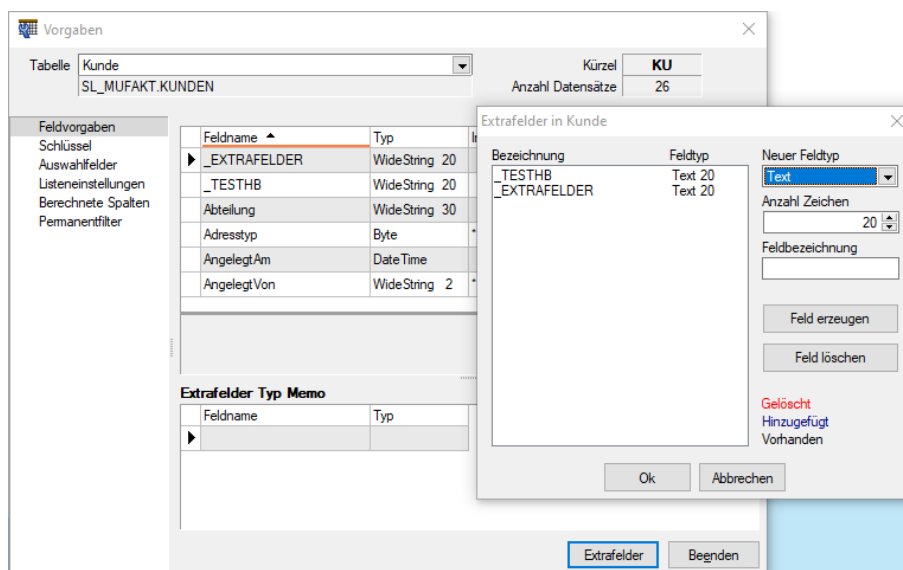 Vorgaben
Tabelle Kunde
SL_MUFAKT.KUNDEN
Kürzel KU
Anzahl Datensätze 26
Feldvorgaben
Schlüssel
Auswahlfelder
Listeneinstellungen
Berechnete Spalten
Permanentfilter
Feldname Typ
_EXTRAFELDER WideString 20
_TESTHB WideString 20
Abteilung WideString 30
Adresstyp Byte *
AngelegtAm DateTime
AngelegtVon WideString 2 *
Extrafelder Typ Memo
Feldname Typ
Extrafelder Beenden
Extrafelder in Kunde
Bezeichnung Feldtyp
_TESTHB Text 20
_EXTRAFELDER Text 20
Neuer Feldtyp
Text
Anzahl Zeichen
20
Feldbezeichnung
Feld erzeugen
Feld löschen
Gelöscht
Hinzugefügt
Vorhanden
Ok Abbrechen